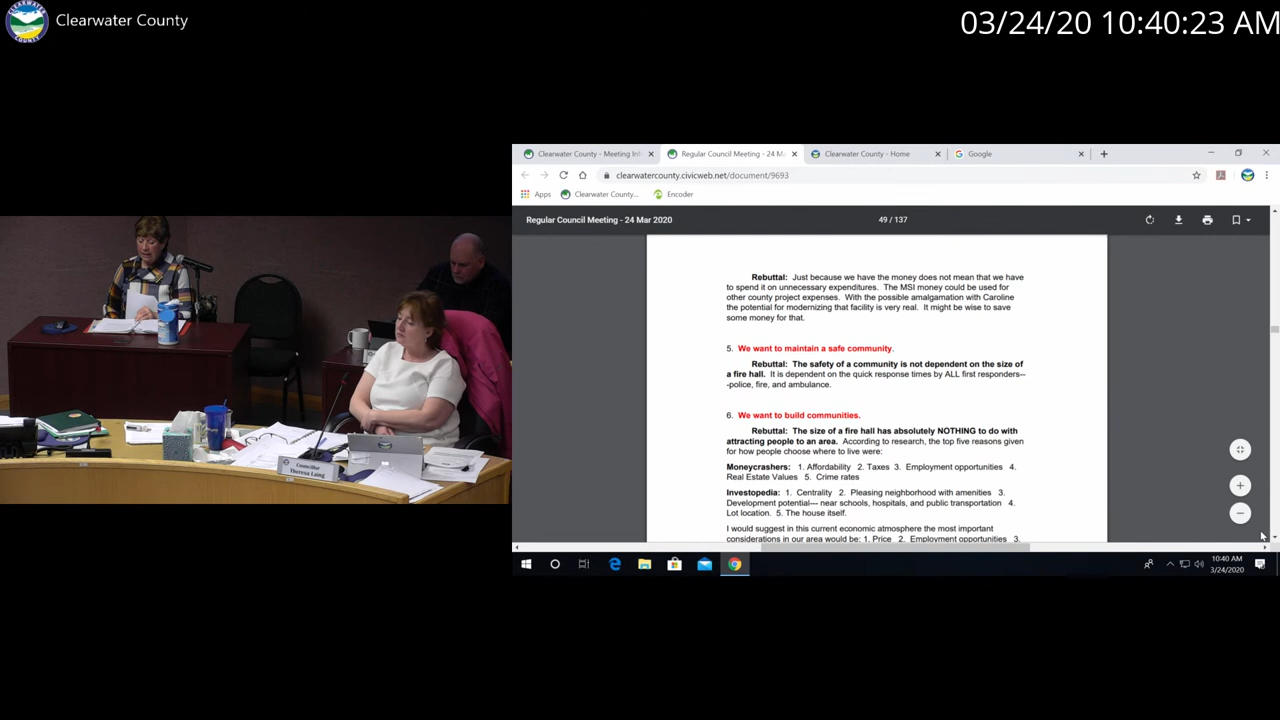 Clearwater County
03/24/20 10:40:23 AM
Clearwater County - Meeting Inf
Regular Council Meeting - 24 Ma
Clearwater County - Home
Google
clearwatercounty.civicweb.net/document/9693
Apps
Clearwater County...
Encoder
Regular Council Meeting - 24 Mar 2020
49 / 137
Rebuttal: Just because we have the money does not mean that we have
to spend it on unnecessary expenditures. The MSI money could be used for
other county project expenses. With the possible amalgamation with Caroline
the potential for modernizing that facility is very real. It might be wise to save
some money for that.
5. We want to maintain a safe community.
Rebuttal: The safety of a community is not dependent on the size of
a fire hall. It is dependent on the quick response times by ALL first responders--
-police, fire, and ambulance.
6. We want to build communities.
Rebuttal: The size of a fire hall has absolutely NOTHING to do with
attracting people to an area. According to research, the top five reasons given
for how people choose where to live were:
Moneycrashers: 1. Affordability 2. Taxes 3. Employment opportunities 4.
Real Estate Values 5. Crime rates
Investopedia: 1. Centrality 2. Pleasing neighborhood with amenities 3.
Development potential--- near schools, hospitals, and public transportation 4.
Lot location. 5. The house itself.
I would suggest in this current economic atmosphere the most important
considerations in our area would be: 1. Price 2. Employment opportunities 3.
Councillor
Theresa Laing
10:40 AM
3/24/2020